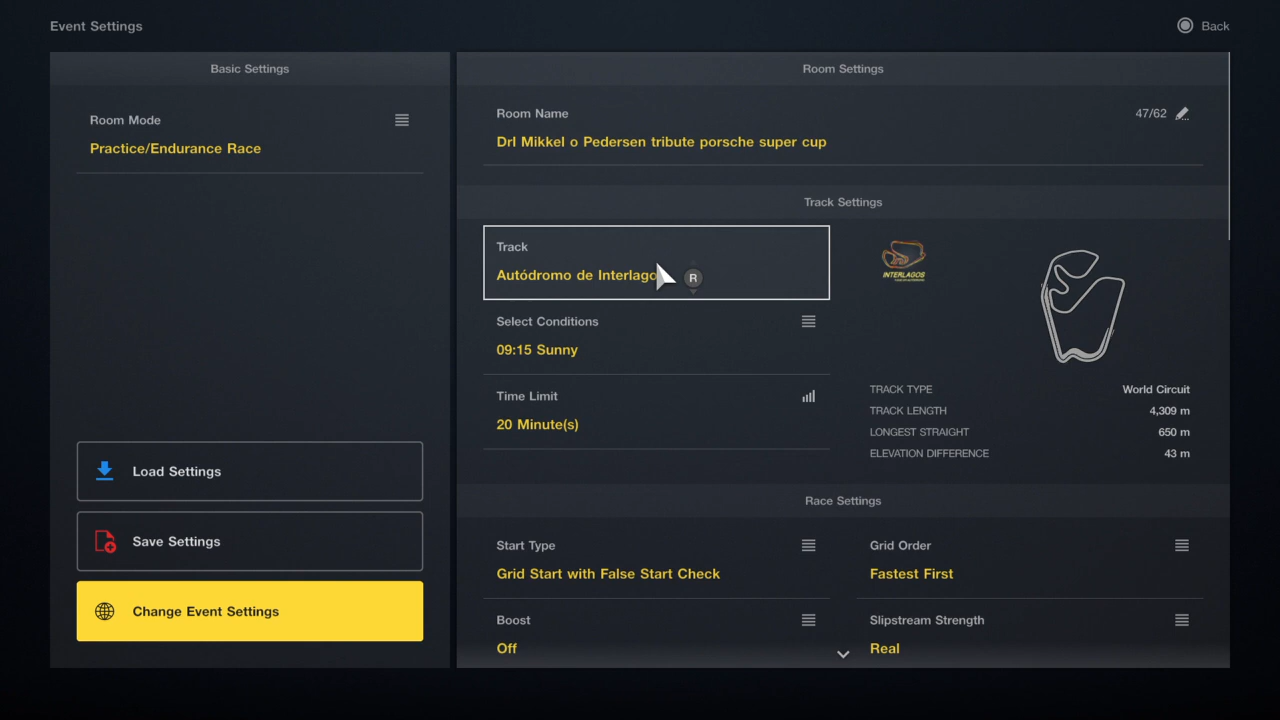 Event Settings
Back
Basic Settings
Room Mode
Practice/Endurance Race
Load Settings
Save Settings
Change Event Settings
Room Settings
Room Name
47/62
Drl Mikkel o Pedersen tribute porsche super cup
Track Settings
Track
Autódromo de Interlago
R
INTERLAGOS
Select Conditions
09:15 Sunny
Time Limit
20 Minute(s)
TRACK TYPE World Circuit
TRACK LENGTH 4,309 m
LONGEST STRAIGHT 650 m
ELEVATION DIFFERENCE 43 m
Race Settings
Start Type
Grid Start with False Start Check
Grid Order
Fastest First
Boost
Off
Slipstream Strength
Real